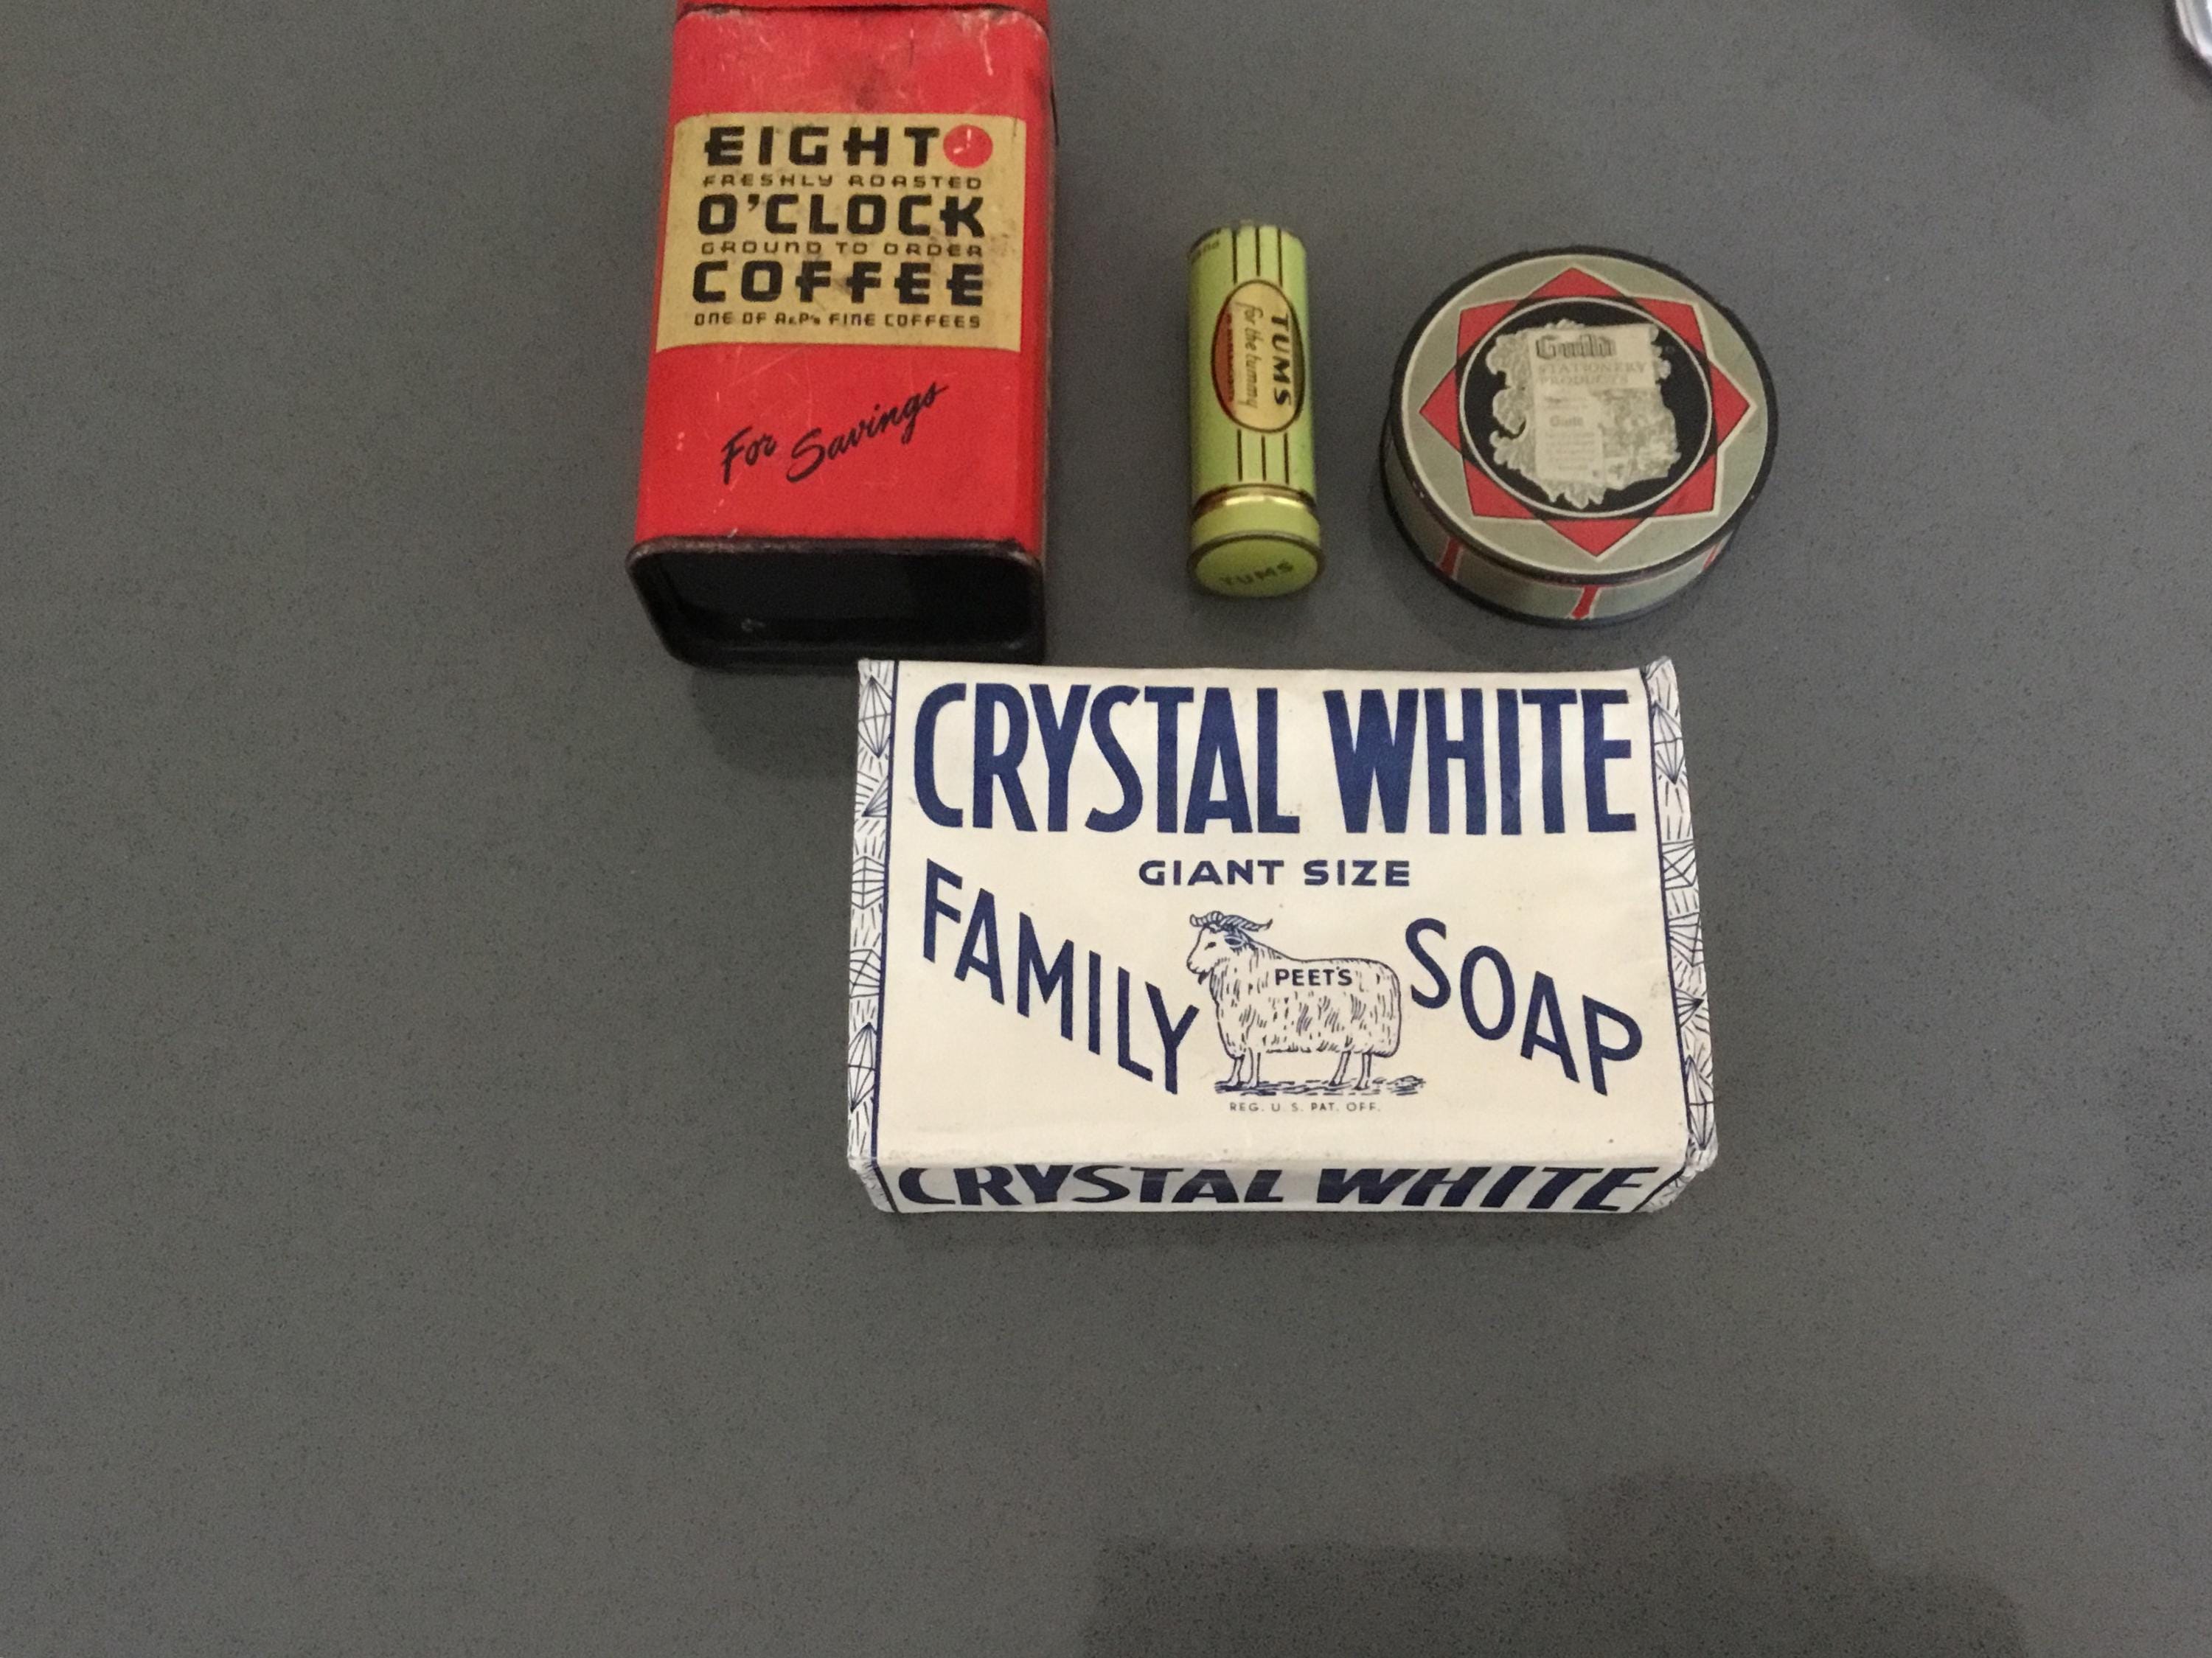 EIGHT
FRESHLY ROASTED
O'CLOCK
GROUND TO ORDER
COFFEE
ONE OF A&P's FINE COFFEES
For Savings
TUMS
for the tummy
TUMS
Guild
STATIONERY
PRODUCTS
CRYSTAL WHITE
GIANT SIZE
FAMILY SOAP
PEET'S
REG. U.S. PAT. OFF.
CRYSTAL WHITE